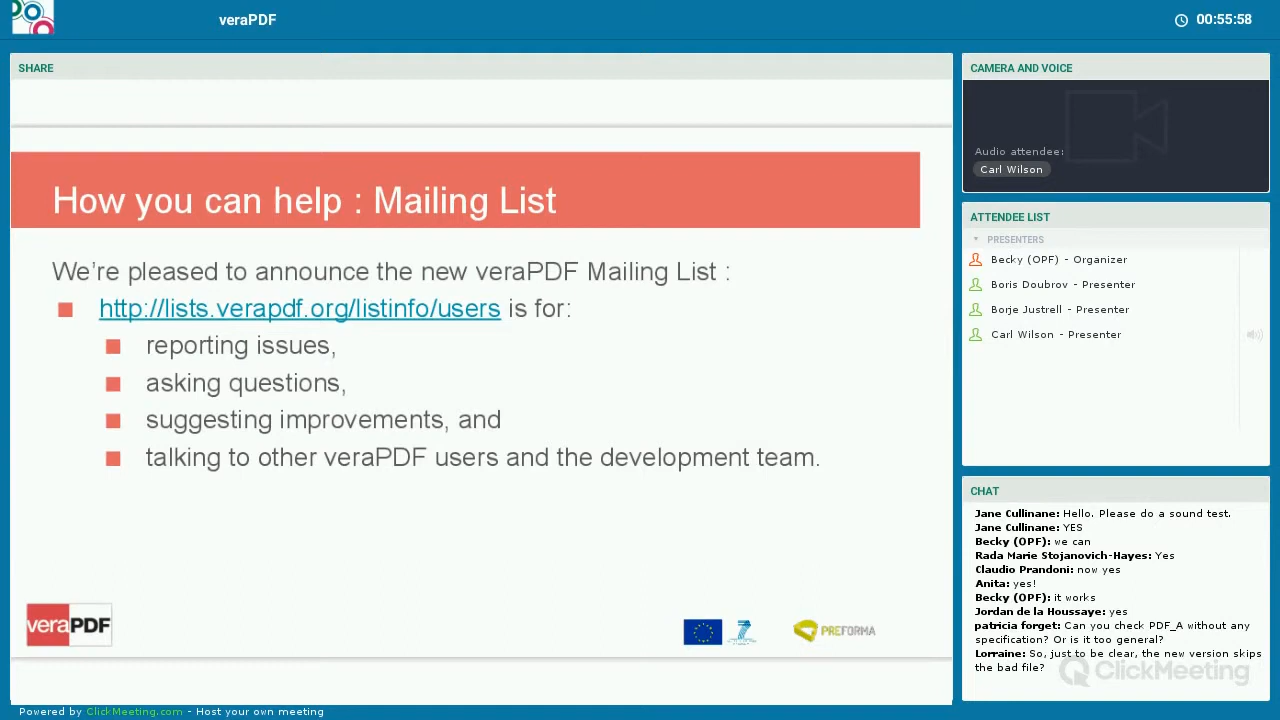 veraPDF
00:55:58
SHARE
How you can help : Mailing List
We're pleased to announce the new veraPDF Mailing List :
http://lists.verapdf.org/listinfo/users is for:
reporting issues,
asking questions,
suggesting improvements, and
talking to other veraPDF users and the development team.
veraPDF
7
PREFORMA
CAMERA AND VOICE
Audio attendee:
Carl Wilson
ATTENDEE LIST
PRESENTERS
Becky (OPF) - Organizer
Boris Doubrov - Presenter
Borje Justrell - Presenter
Carl Wilson - Presenter
CHAT
Jane Cullinane: Hello. Please do a sound test.
Jane Cullinane: YES
Becky (OPF): we can
Rada Marie Stojanovich-Hayes: Yes
Claudio Prandoni: now yes
Anita: yes!
Becky (OPF): it works
Jordan de la Houssaye: yes
patricia forget: Can you check PDF_A without any
specification? Or is it too general?
Lorraine: So, just to be clear, the new version skips
the bad file?
ClickMeeting
Powered by ClickMeeting.com - Host your own meeting